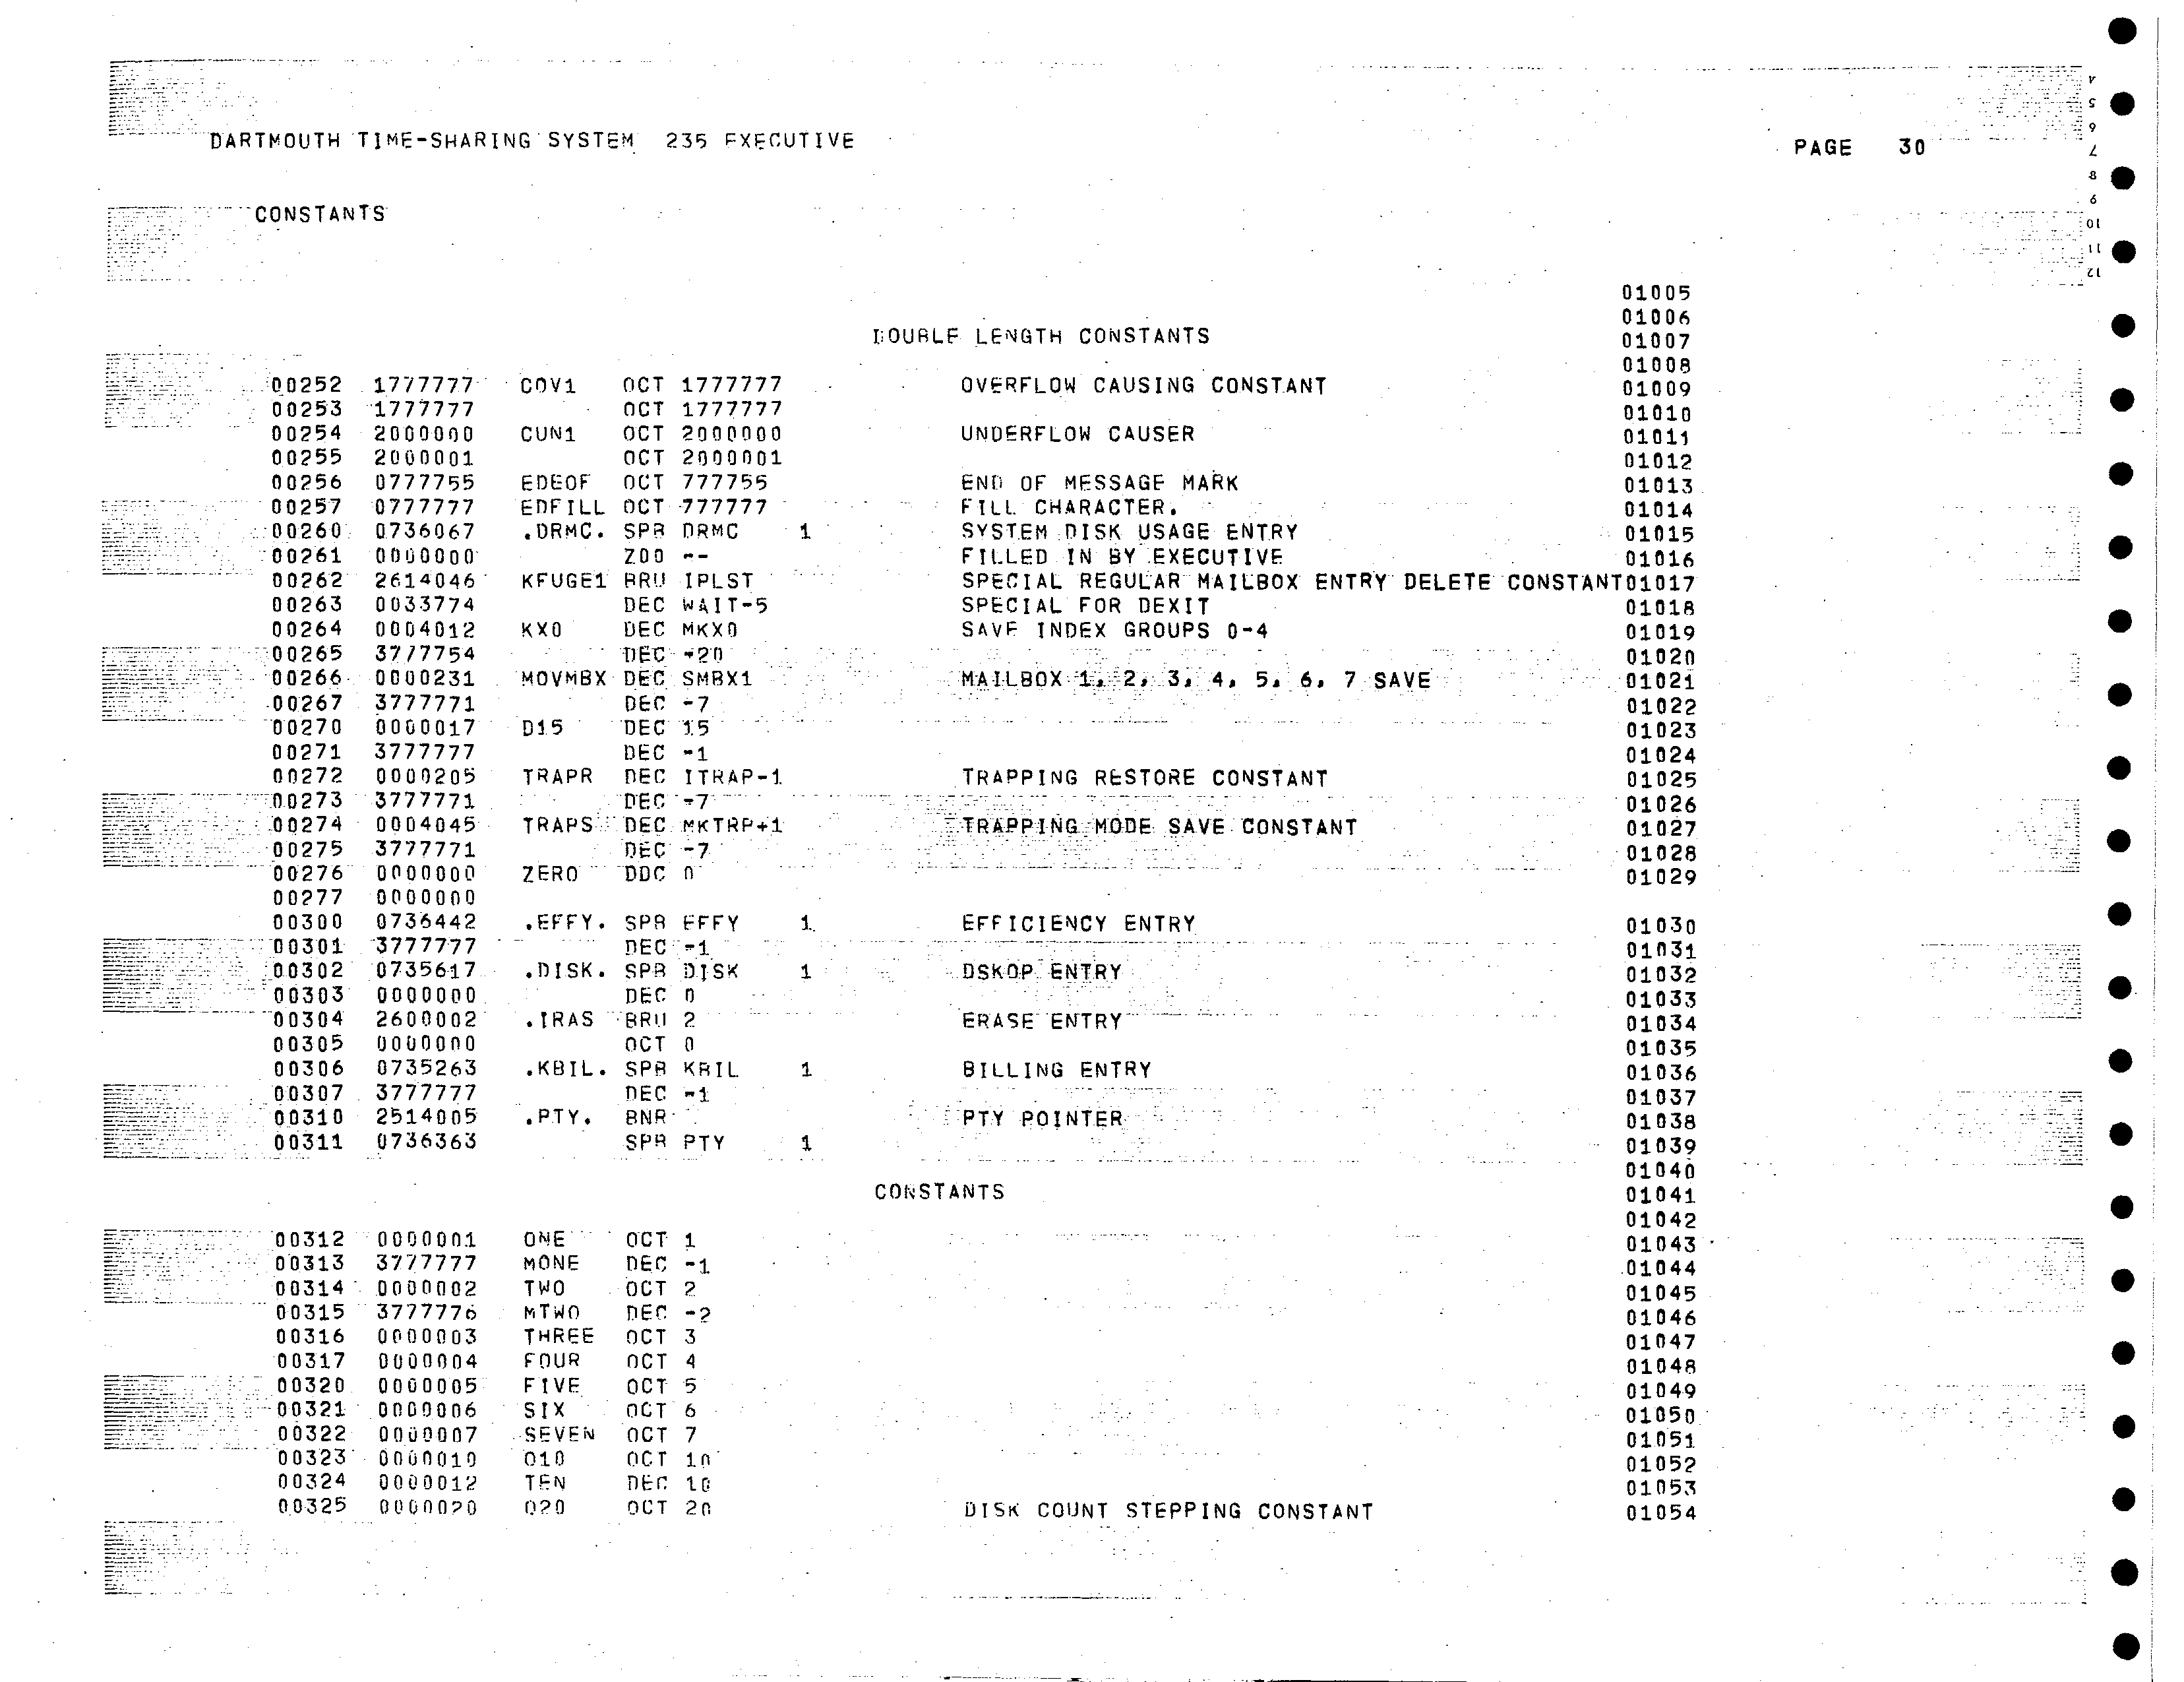 DARTMOUTH TIME-SHARING SYSTEM 235 EXECUTIVE PAGE 30
CONSTANTS
01005
01006
DOUBLE LENGTH CONSTANTS 01007
01008
00252 1777777 COV1 OCT 1777777 OVERFLOW CAUSING CONSTANT 01009
00253 1777777 OCT 1777777 01010
00254 2000000 CUN1 OCT 2000000 UNDERFLOW CAUSER 01011
00255 2000001 OCT 2000001 01012
00256 0777755 EDEOF OCT 777755 END OF MESSAGE MARK 01013
00257 0777777 EDFILL OCT 777777 FILL CHARACTER. 01014
00260 0736067 .DRMC. SPB DRMC 1 SYSTEM DISK USAGE ENTRY 01015
00261 0000000 ZOO -- FILLED IN BY EXECUTIVE 01016
00262 2614046 KFUGE1 BRU IPLST SPECIAL REGULAR MAILBOX ENTRY DELETE CONSTANT01017
00263 0033774 DEC WAIT-5 SPECIAL FOR DEXIT 01018
00264 0004012 KX0 DEC MKX0 SAVE INDEX GROUPS 0-4 01019
00265 3777754 DEC -20 01020
00266 0000231 MOVMBX DEC SMBX1 MAILBOX 1, 2, 3, 4, 5, 6, 7 SAVE 01021
00267 3777771 DEC -7 01022
00270 0000017 D15 DEC 15 01023
00271 3777777 DEC -1 01024
00272 0000205 TRAPR DEC ITRAP-1 TRAPPING RESTORE CONSTANT 01025
00273 3777771 DEC -7 01026
00274 0004045 TRAPS DEC MKTRP+1 TRAPPING MODE SAVE CONSTANT 01027
00275 3777771 DEC -7 01028
00276 0000000 ZERO DDC 0 01029
00277 0000000
00300 0736442 .EFFY. SPB EFFY 1 EFFICIENCY ENTRY 01030
00301 3777777 DEC -1 01031
00302 0735617 .DISK. SPB DISK 1 DSKOP ENTRY 01032
00303 0000000 DEC 0 01033
00304 2600002 .IRAS BRU 2 ERASE ENTRY 01034
00305 0000000 OCT 0 01035
00306 0735263 .KBIL. SPB KBIL 1 BILLING ENTRY 01036
00307 3777777 DEC -1 01037
00310 2514005 .PTY. BNR PTY POINTER 01038
00311 0736363 SPB PTY 1 01039
01040
CONSTANTS 01041
01042
00312 0000001 ONE OCT 1 01043
00313 3777777 MONE DEC -1 01044
00314 0000002 TWO OCT 2 01045
00315 3777776 MTWO DEC -2 01046
00316 0000003 THREE OCT 3 01047
00317 0000004 FOUR OCT 4 01048
00320 0000005 FIVE OCT 5 01049
00321 0000006 SIX OCT 6 01050
00322 0000007 SEVEN OCT 7 01051
00323 0000010 O10 OCT 10 01052
00324 0000012 TEN DEC 10 01053
00325 0000020 O20 OCT 20 DISK COUNT STEPPING CONSTANT 01054
4
5
6
7
8
9
10
11
12